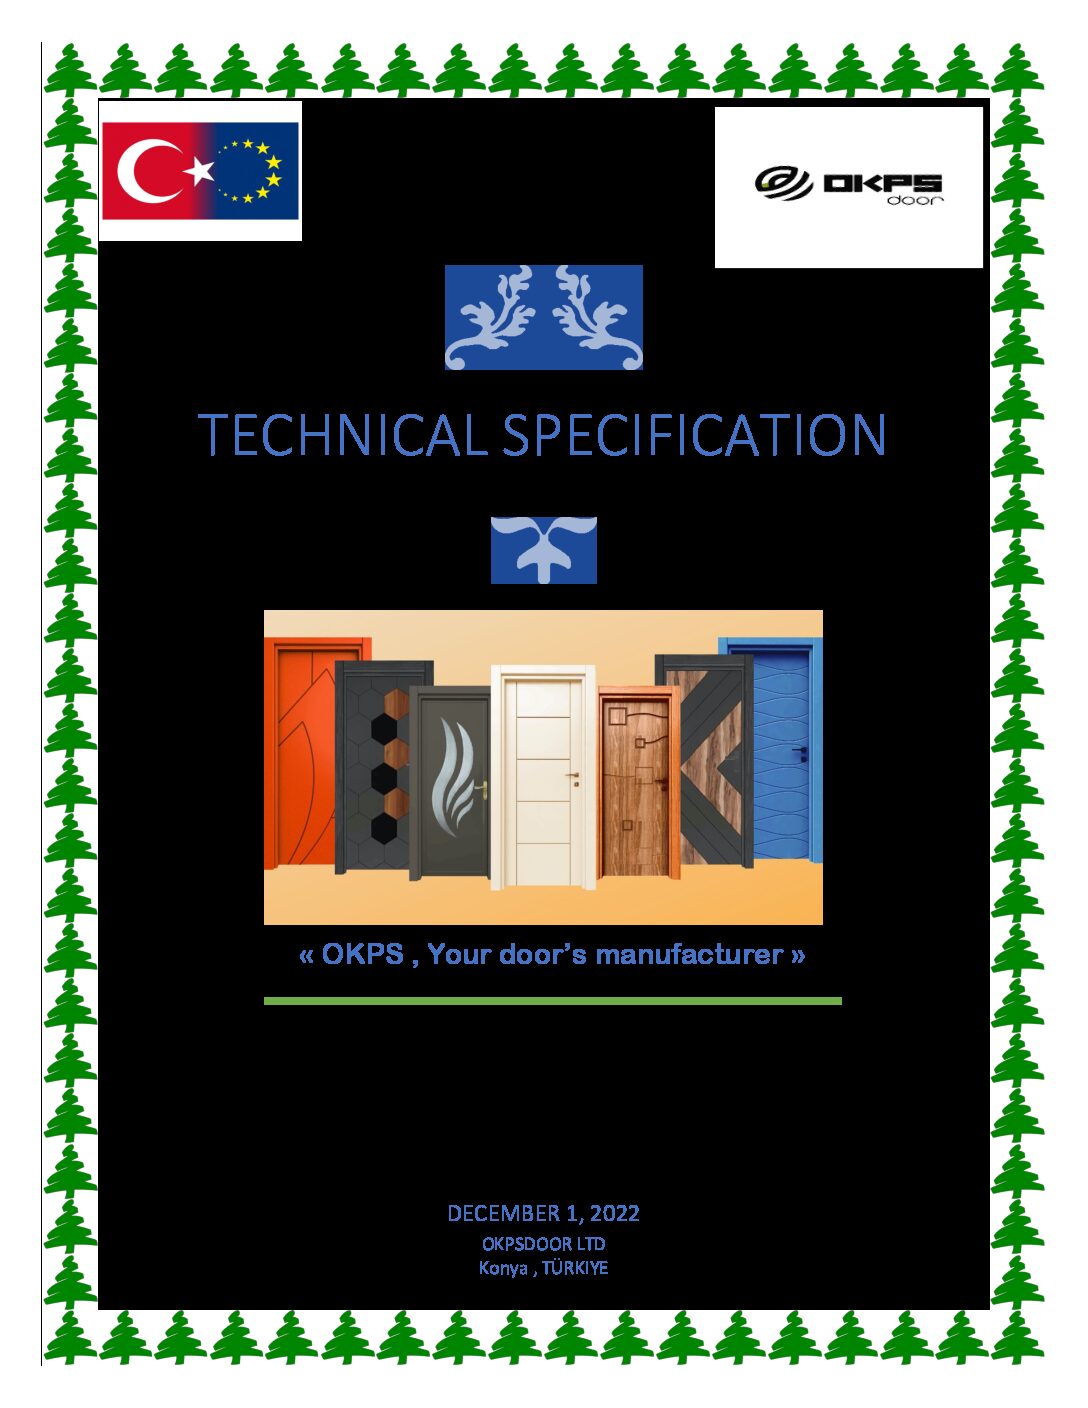 OKPS
door
TECHNICAL SPECIFICATION
« OKPS , Your door’s manufacturer »
DECEMBER 1, 2022
OKPSDOOR LTD
Konya , TÜRKIYE